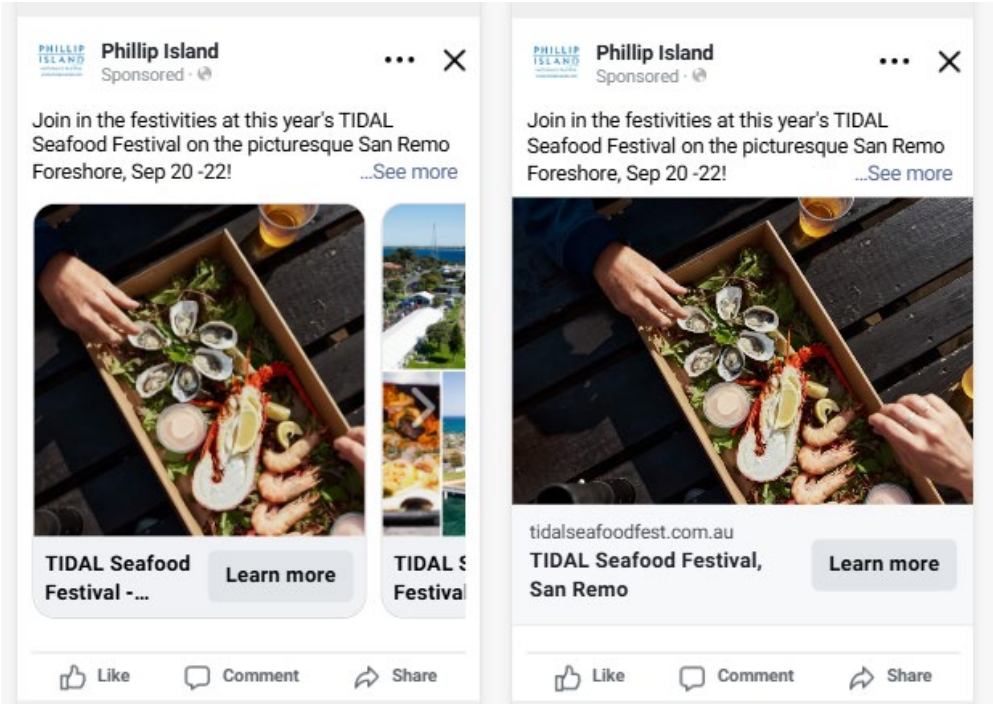 PHILLIP
ISLAND
Phillip Island
Sponsored ·
Join in the festivities at this year's TIDAL
Seafood Festival on the picturesque San Remo
Foreshore, Sep 20 -22!
...See more
TIDAL Seafood
Festival -...
Learn more
TIDAL S
Festival
Like
Comment
Share
PHILLIP
ISLAND
Phillip Island
Sponsored ·
Join in the festivities at this year's TIDAL
Seafood Festival on the picturesque San Remo
Foreshore, Sep 20 -22!
...See more
tidalseafoodfest.com.au
TIDAL Seafood Festival,
San Remo
Learn more
Like
Comment
Share